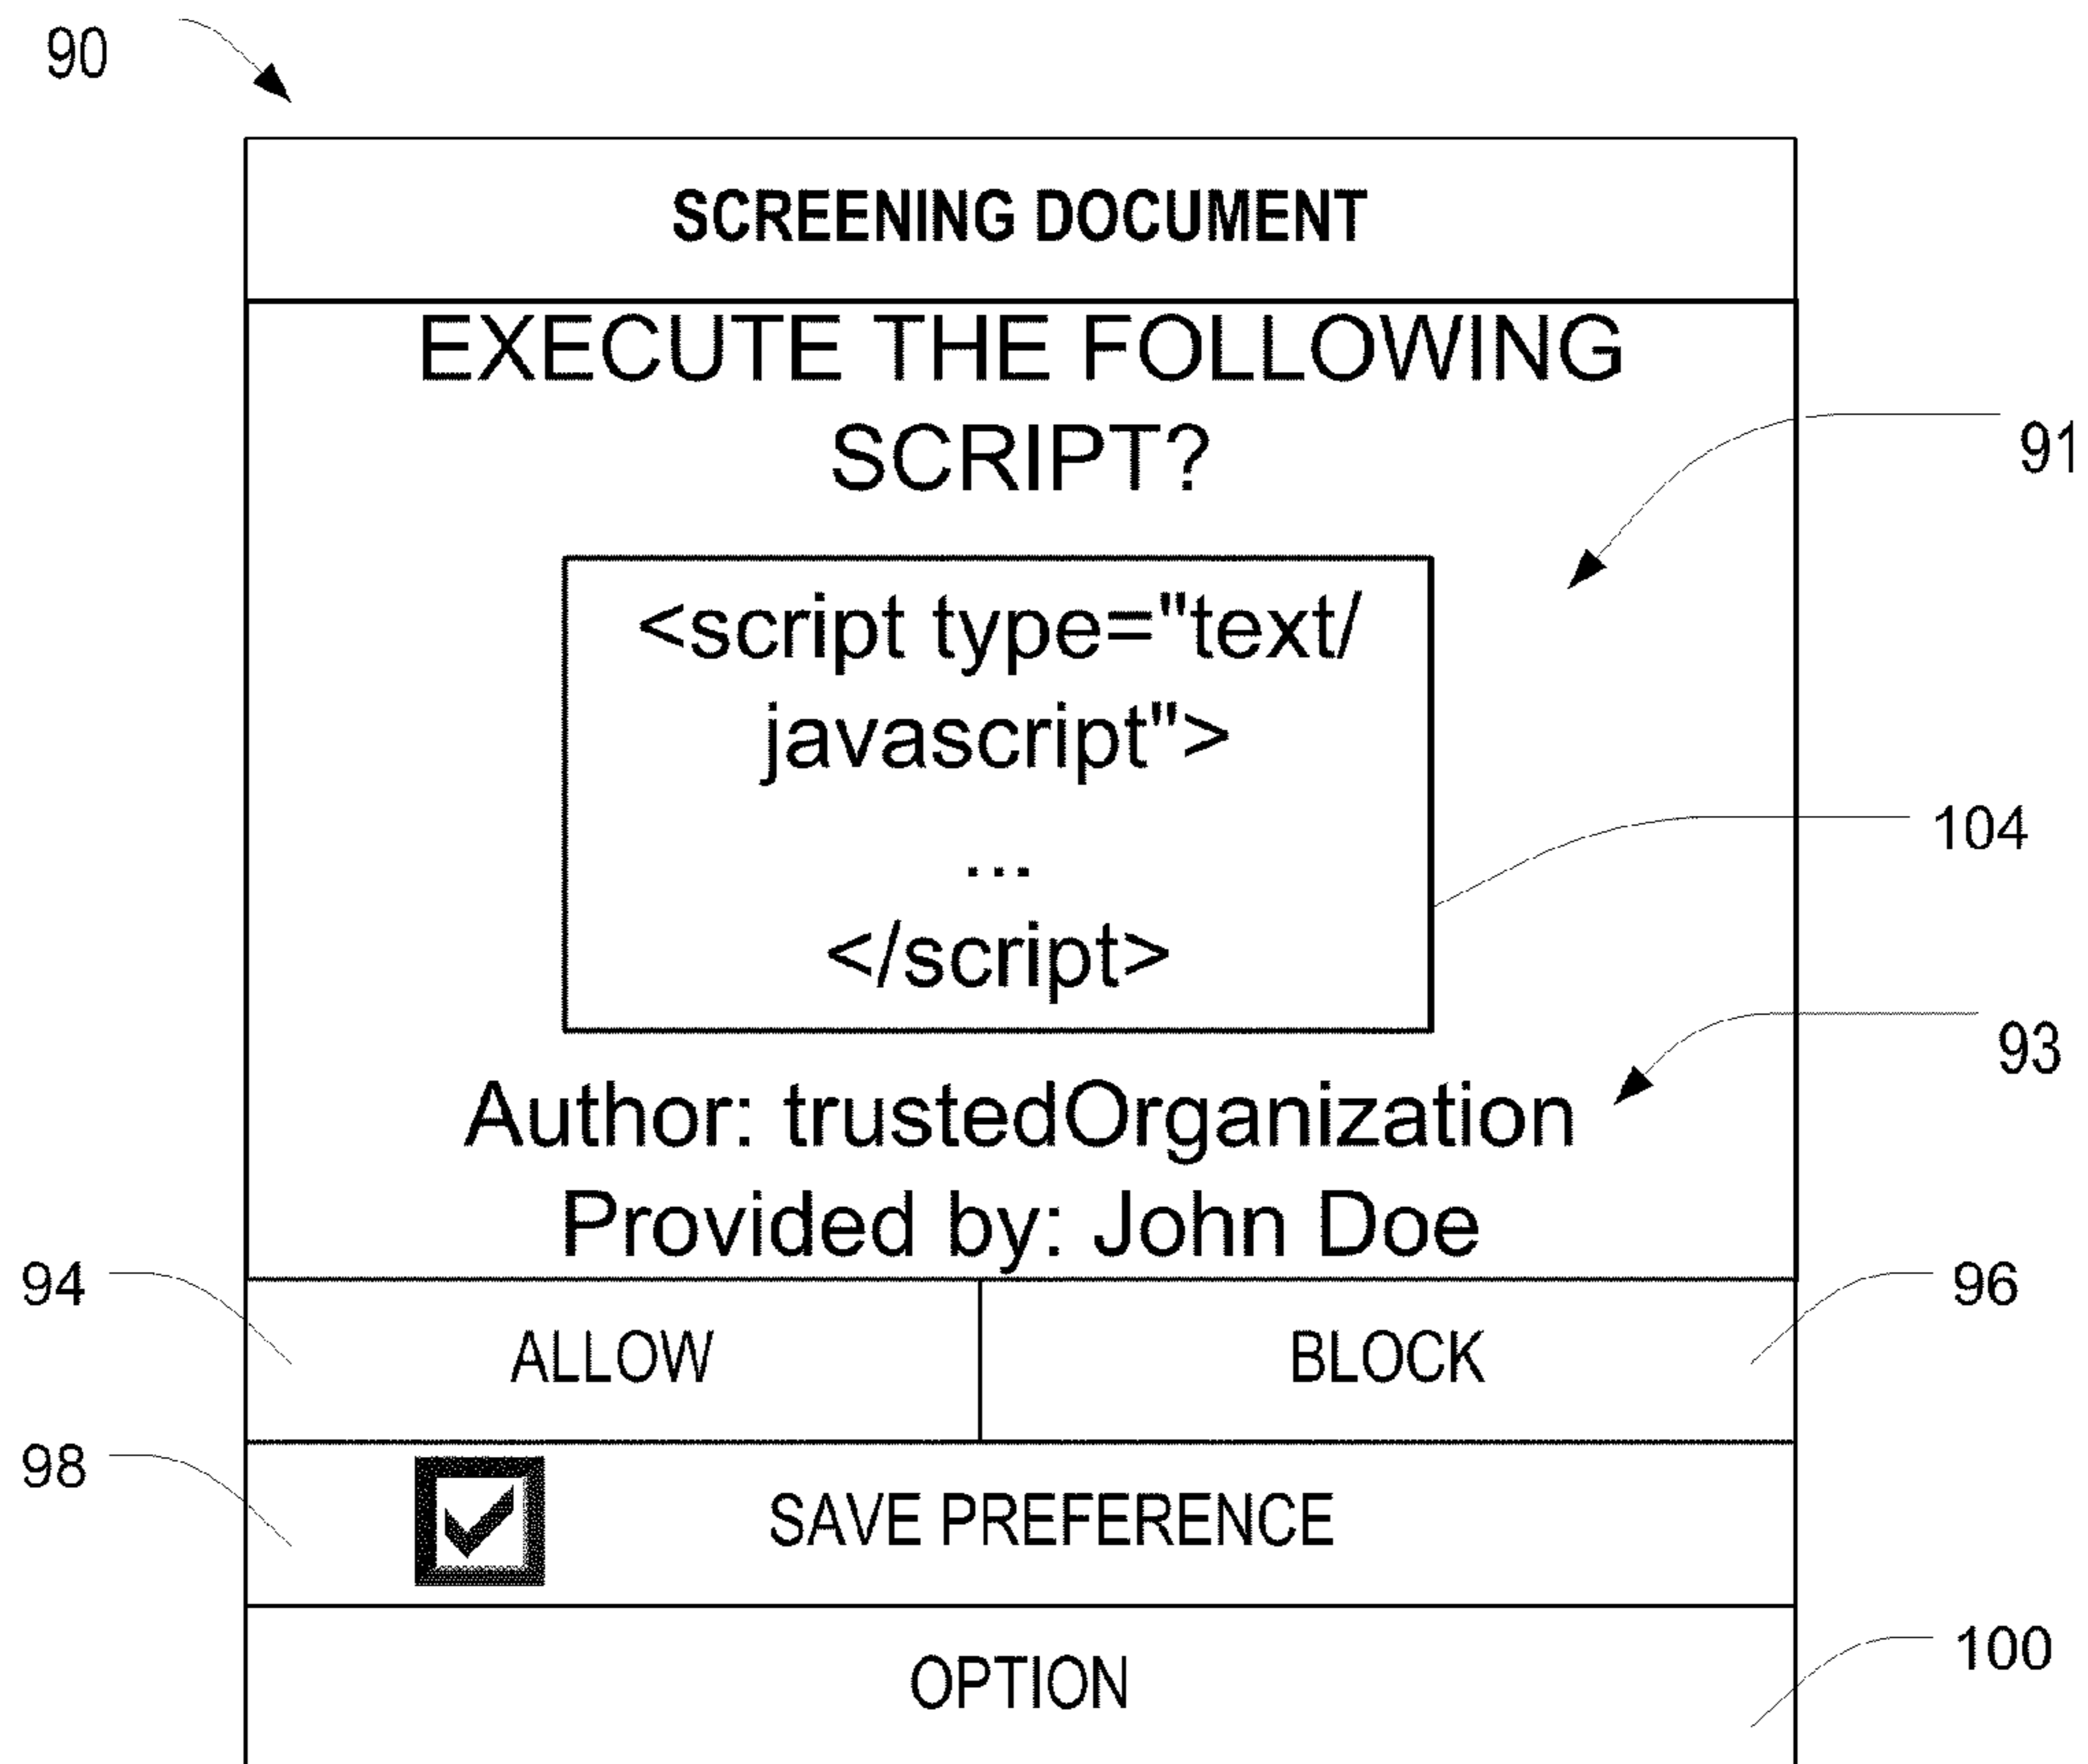 90
SCREENING DOCUMENT
EXECUTE THE FOLLOWING
SCRIPT?
91
<script type="text/
javascript">
...
</script>
104
93
Author: trustedOrganization
Provided by: John Doe
94
96
ALLOW
BLOCK
98
SAVE PREFERENCE
100
OPTION